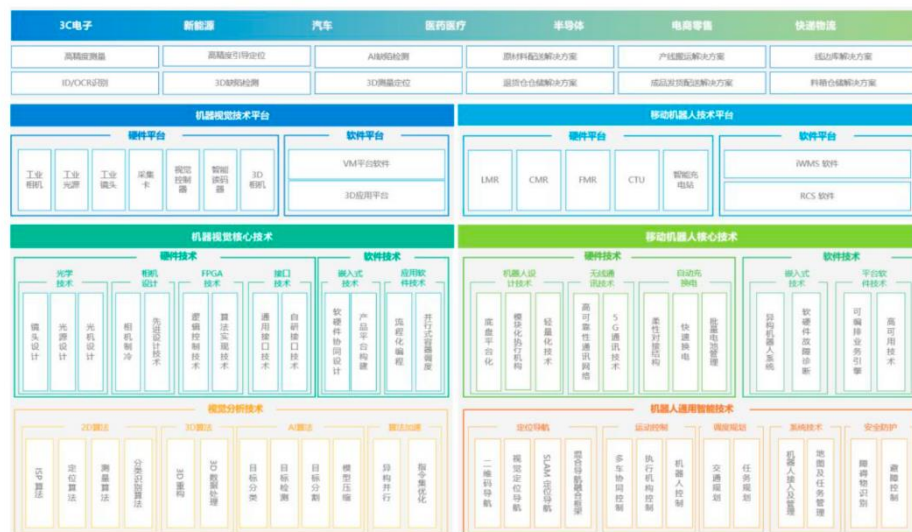 3C电子 新能源 汽车 医药医疗 半导体 电商零售 快递物流
高精度测量 高精度引导定位 AI缺陷检测 原材料配送解决方案 产线搬运解决方案 线边库解决方案
ID/OCR识别 3D缺陷检测 3D测量定位 退货仓仓储解决方案 成品发货配送解决方案 料箱仓储解决方案
机器视觉技术平台
硬件平台
工业相机
工业光源
工业镜头
采集卡
视觉控制器
智能读码器
3D相机
软件平台
VM平台软件
3D应用平台
移动机器人技术平台
硬件平台
LMR
CMR
FMR
CTU
智能充电站
软件平台
iWMS 软件
RCS 软件
机器视觉核心技术
硬件技术
光学技术
镜头设计
光源设计
光机设计
相机设计
相机制冷
先进设计技术
FPGA技术
逻辑控制技术
算法实现技术
接口技术
通用接口技术
自研接口技术
软件技术
嵌入式技术
软硬件协同设计
产品平台构建
应用软件技术
流程化编程
并行式容器调度
移动机器人核心技术
硬件技术
机器人设计技术
底盘平台化
模块化执行机构
轻量化技术
无线通讯技术
高可靠性通讯网络
5G通讯技术
自动充换电
柔性对接结构
快速换电
批量电池管理
软件技术
嵌入式技术
异构机器人系统
软硬件故障诊断
平台软件技术
可编排业务引擎
高可用技术
视觉分析技术
2D算法
ISP算法
定位算法
测量算法
分类识别算法
3D算法
3D重构
3D数据处理
AI算法
目标分类
目标检测
目标分割
模型压缩
算法加速
异构并行
指令集优化
机器人通用智能技术
定位导航
二维码导航
视觉定位导航
SLAM定位导航
混合导航融合框架
运动控制
多车协同控制
执行机构控制
机器人控制
调度规划
交通规划
任务规划
系统技术
机器人接入及管理
地图及任务管理
安全防护
障碍物识别
避障控制